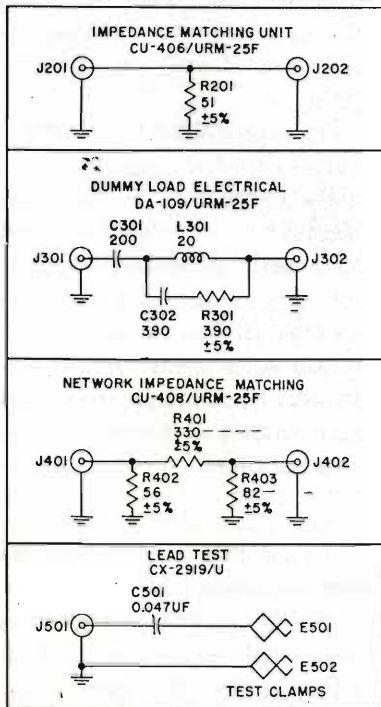 IMPEDANCE MATCHING UNIT
CU-406/URM-25F
J201
J202
R201
51
±5%
DUMMY LOAD ELECTRICAL
DA-109/URM-25F
C301
200
L301
20
J301
J302
C302
390
R301
390
±5%
NETWORK IMPEDANCE MATCHING
CU-408/URM-25F
R401
330
±5%
J401
J402
R402
56
±5%
R403
82
±5%
LEAD TEST
CX-2919/U
C501
0.047UF
J501
E501
E502
TEST CLAMPS